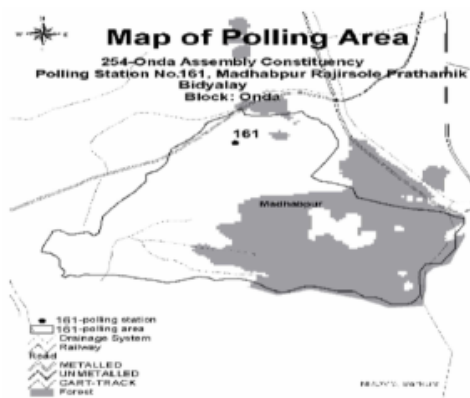 N
W E
S
Map of Polling Area
254-Onda Assembly Constituency
Polling Station No.161, Madhabpur Rajirsole Prathamik
Bidyalay
Block: Onda
161
Madhabpur
161-polling station
161-polling area
Drainage System
Railway
Road
METALLED
UNMETALLED
CART-TRACK
Forest